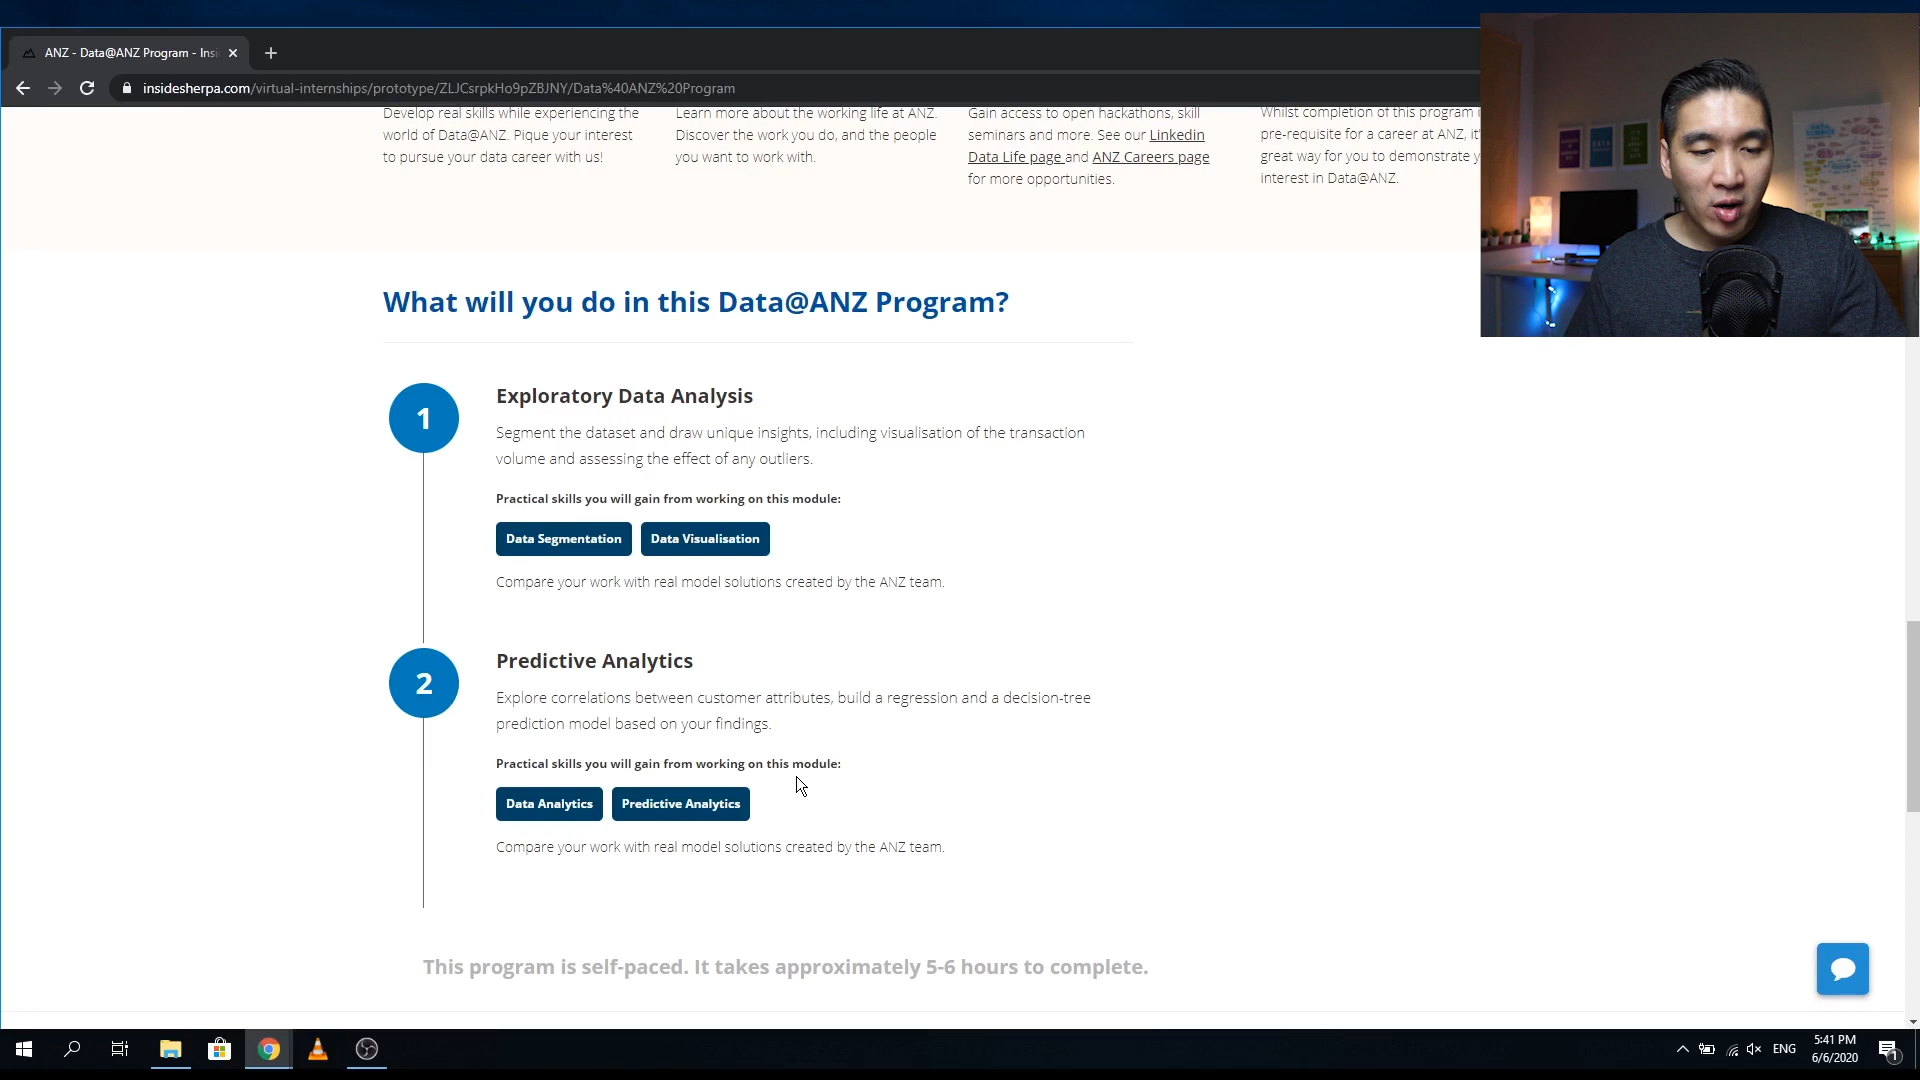 ANZ - Data@ANZ Program - Insi
insidesherpa.com/virtual-internships/prototype/ZLJCsrpkHo9pZBJNY/Data%40ANZ%20Program
Develop real skills while experiencing the
world of Data@ANZ. Pique your interest
to pursue your data career with us!
Learn more about the working life at ANZ.
Discover the work you do, and the people
you want to work with.
Gain access to open hackathons, skill
seminars and more. See our Linkedin
Data Life page and ANZ Careers page
for more opportunities.
Whilst completion of this program i
pre-requisite for a career at ANZ, it'
great way for you to demonstrate y
interest in Data@ANZ.
What will you do in this Data@ANZ Program?
1
Exploratory Data Analysis
Segment the dataset and draw unique insights, including visualisation of the transaction
volume and assessing the effect of any outliers.
Practical skills you will gain from working on this module:
Data Segmentation Data Visualisation
Compare your work with real model solutions created by the ANZ team.
2
Predictive Analytics
Explore correlations between customer attributes, build a regression and a decision-tree
prediction model based on your findings.
Practical skills you will gain from working on this module:
Data Analytics Predictive Analytics
Compare your work with real model solutions created by the ANZ team.
This program is self-paced. It takes approximately 5-6 hours to complete.
ENG
5:41 PM
6/6/2020
1